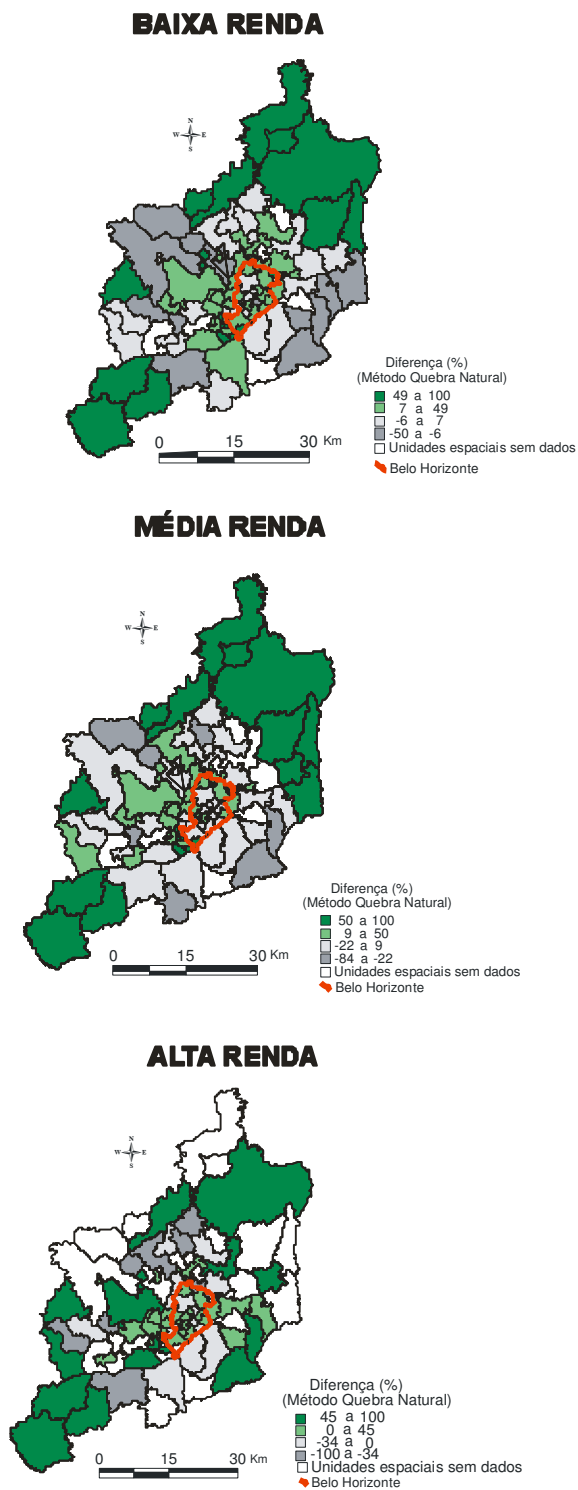 BAIXA RENDA
N
W E
S
Diferença (%)
(Método Quebra Natural)
49 a 100
7 a 49
-6 a 7
-50 a -6
Unidades espaciais sem dados
Belo Horizonte
0 15 30 Km
MÉDIA RENDA
N
W E
S
Diferença (%)
(Método Quebra Natural)
50 a 100
9 a 50
-22 a 9
-84 a -22
Unidades espaciais sem dados
Belo Horizonte
0 15 30 Km
ALTA RENDA
N
W E
S
Diferença (%)
(Método Quebra Natural)
45 a 100
0 a 45
-34 a 0
-100 a -34
Unidades espaciais sem dados
Belo Horizonte
0 15 30 Km